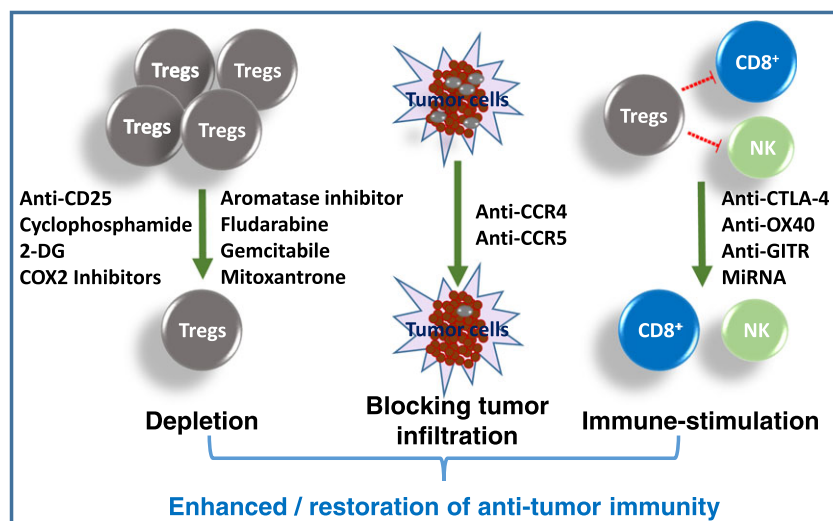 Tregs
Tregs
Tregs
Tregs
Anti-CD25
Cyclophosphamide
2-DG
COX2 Inhibitors
Aromatase inhibitor
Fludarabine
Gemcitabile
Mitoxantrone
Tregs
Depletion
Tumor cells
Anti-CCR4
Anti-CCR5
Tumor cells
Blocking tumor
infiltration
CD8+
Tregs
NK
Anti-CTLA-4
Anti-OX40
Anti-GITR
MiRNA
CD8+
NK
Immune-stimulation
Enhanced / restoration of anti-tumor immunity